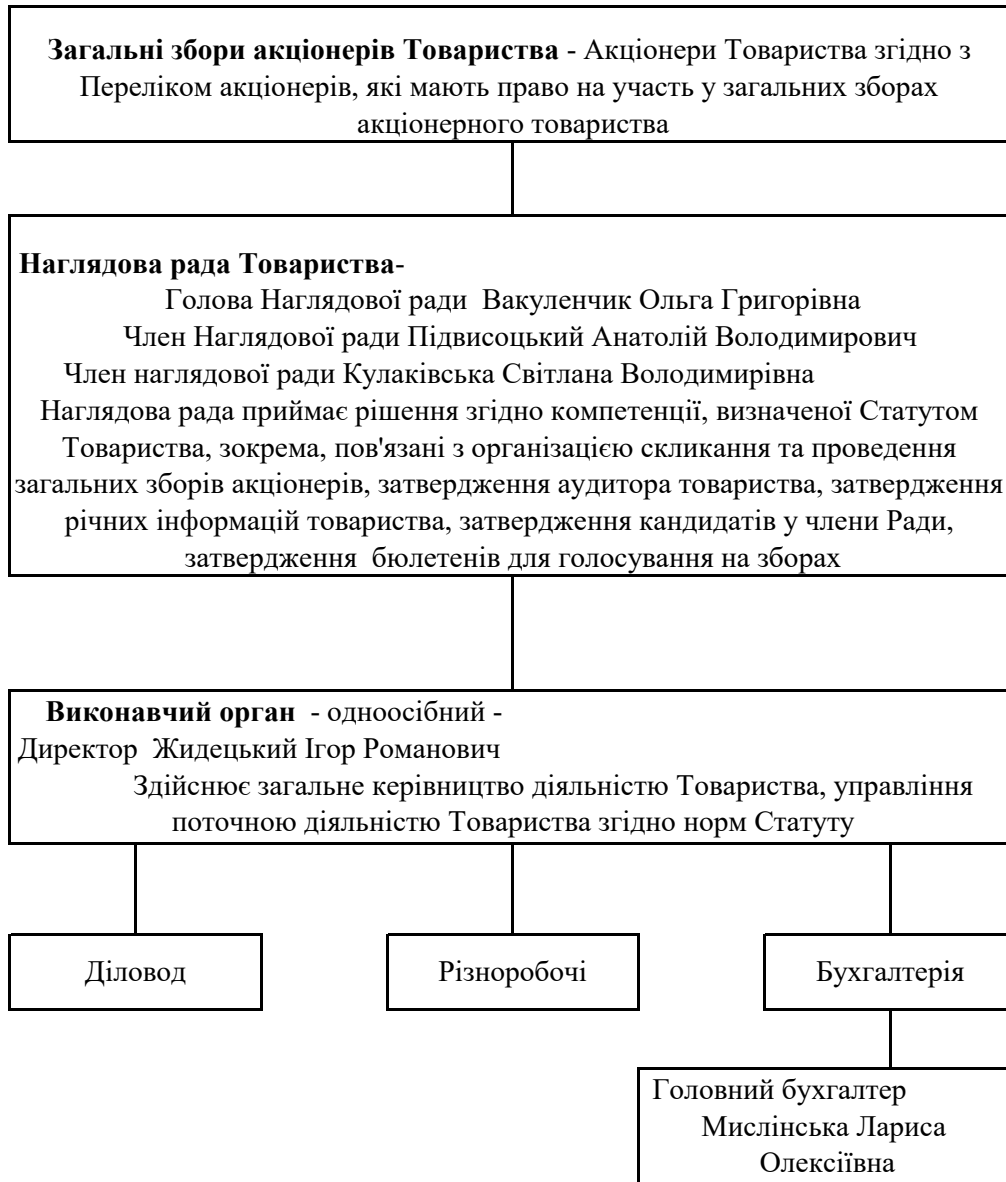 Загальні збори акціонерів Товариства - Акціонери Товариства згідно з
Переліком акціонерів, які мають право на участь у загальних зборах
акціонерного товариства
Наглядова рада Товариства-
Голова Наглядової ради  Вакуленчик Ольга Григорівна
Член Наглядової ради Підвисоцький Анатолій Володимирович
Член наглядової ради Кулаківська Світлана Володимирівна
Наглядова рада приймає рішення згідно компетенції, визначеної Статутом
Товариства, зокрема, пов'язані з організацією скликання та проведення
загальних зборів акціонерів, затвердження аудитора товариства, затвердження
річних інформацій товариства, затвердження кандидатів у члени Ради,
затвердження  бюлетенів для голосування на зборах
Виконавчий орган  - одноосібний -
Директор  Жидецький Ігор Романович
Здійснює загальне керівництво діяльністю Товариства, управління
поточною діяльністю Товариства згідно норм Статуту
Діловод
Різноробочі
Бухгалтерія
Головний бухгалтер
Мислінська Лариса
Олексіївна